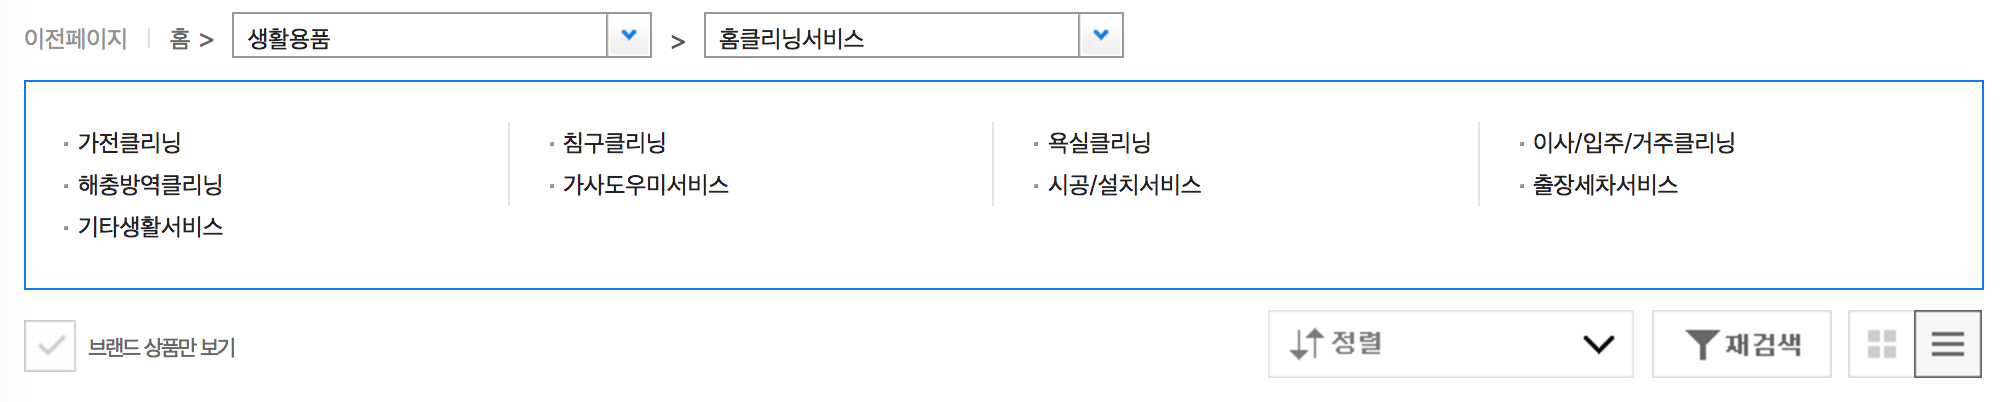 이전페이지 | 홈 > 생활용품 > 홈클리닝서비스
· 가전클리닝 · 침구클리닝 · 욕실클리닝 · 이사/입주/거주클리닝
· 해충방역클리닝 · 가사도우미서비스 · 시공/설치서비스 · 출장세차서비스
· 기타생활서비스
브랜드 상품만 보기 정렬 재검색